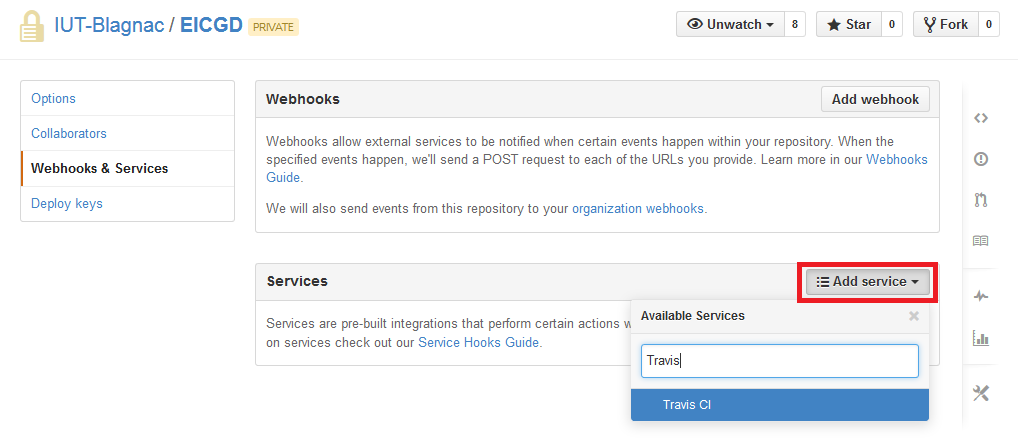 IUT-Blagnac / EICGD PRIVATE
Unwatch 8 Star 0 Fork 0
Options
Collaborators
Webhooks & Services
Deploy keys
Webhooks Add webhook
Webhooks allow external services to be notified when certain events happen within your repository. When the
specified events happen, we'll send a POST request to each of the URLs you provide. Learn more in our Webhooks
Guide.
We will also send events from this repository to your organization webhooks.
Services Add service
Services are pre-built integrations that perform certain actions
on services check out our Service Hooks Guide.
Available Services
Travis
Travis CI